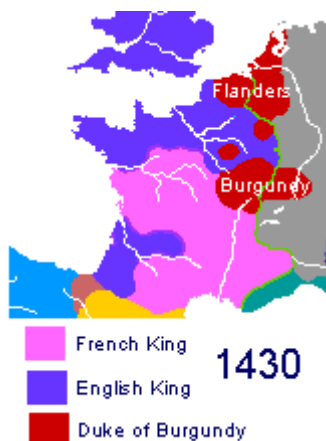 Flanders
Burgundy
French King
1430
English King
Duke of Burgundy